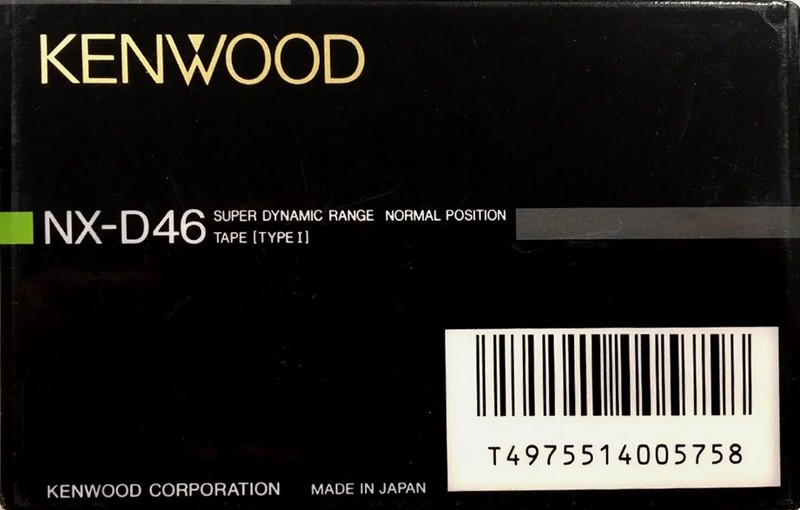 KENWOOD
NX-D46 SUPER DYNAMIC RANGE NORMAL POSITION
TAPE [TYPE I]
T4975514005758
KENWOOD CORPORATION MADE IN JAPAN